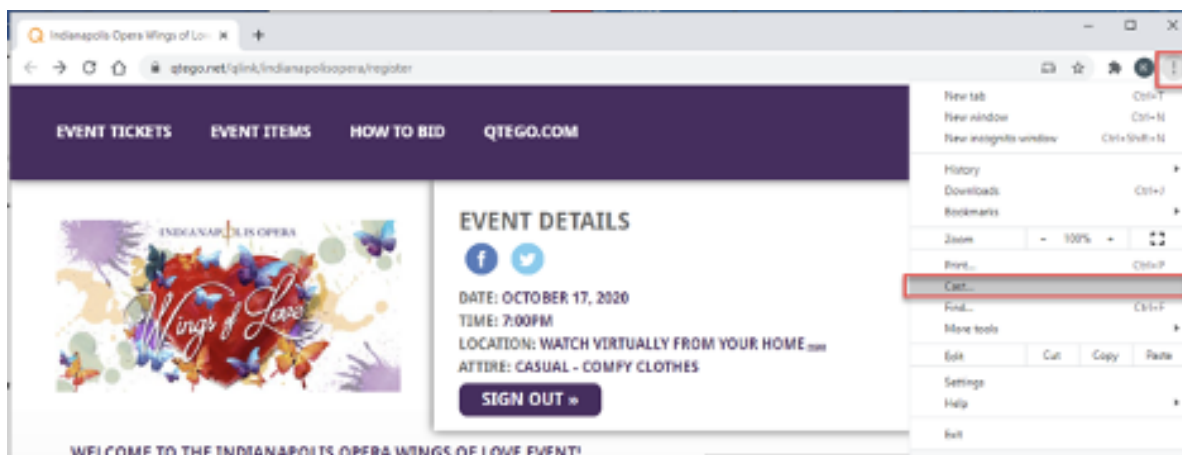 Indianapolis Opera Wings of Lov
qtego.net/qlink/indianapolisopera/register
EVENT TICKETS EVENT ITEMS HOW TO BID QTEGO.COM
INDIANAPOLIS OPERA
Wings of Love
EVENT DETAILS
DATE: OCTOBER 17, 2020
TIME: 7:00PM
LOCATION: WATCH VIRTUALLY FROM YOUR HOME
ATTIRE: CASUAL - COMFY CLOTHES
SIGN OUT »
WELCOME TO THE INDIANAPOLIS OPERA WINGS OF LOVE EVENT!
New tab Ctrl+T
New window Ctrl+N
New incognito window Ctrl+Shift+N
History
Downloads Ctrl+J
Bookmarks
Zoom - 100% +
Print... Ctrl+P
Cast...
Find... Ctrl+F
More tools
Edit Cut Copy Paste
Settings
Help
Exit